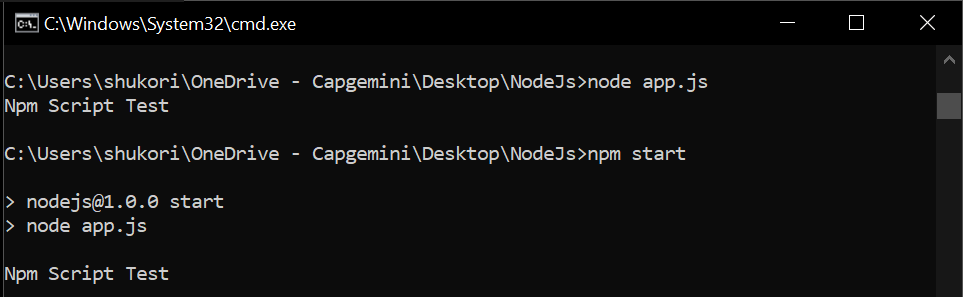 C:\Windows\System32\cmd.exe
C:\Users\shukori\OneDrive - Capgemini\Desktop\NodeJs>node app.js
Npm Script Test
C:\Users\shukori\OneDrive - Capgemini\Desktop\NodeJs>npm start
> nodejs@1.0.0 start
> node app.js
Npm Script Test